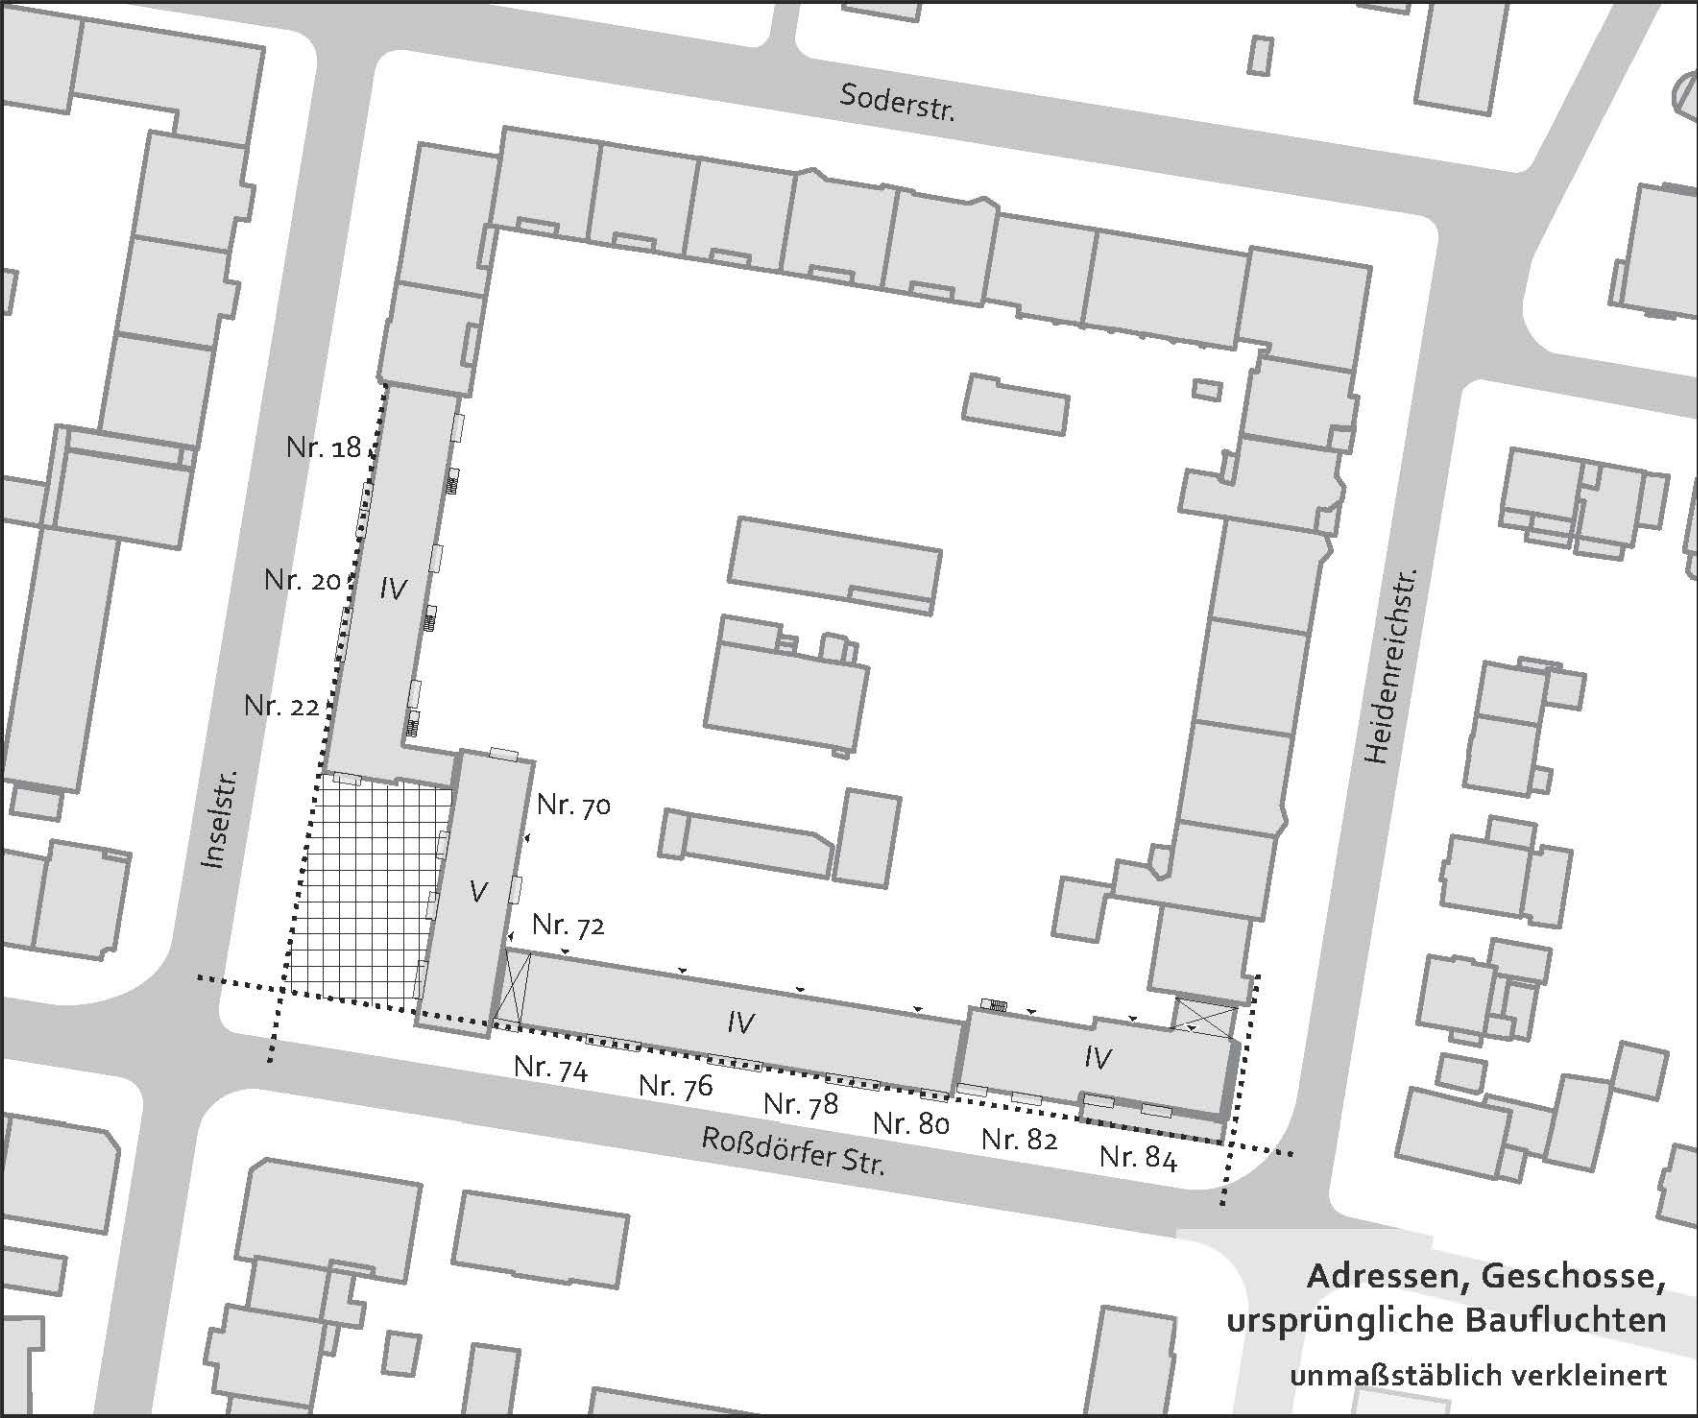 Soderstr.
Nr. 18
Nr. 20
IV
Heidenreichstr.
Nr. 22
Inselstr.
Nr. 70
V
Nr. 72
IV
IV
Nr. 74
Nr. 76
Nr. 78
Nr. 80
Nr. 82
Nr. 84
Roßdörfer Str.
Adressen, Geschosse,
ursprüngliche Baufluchten
unmaßstäblich verkleinert